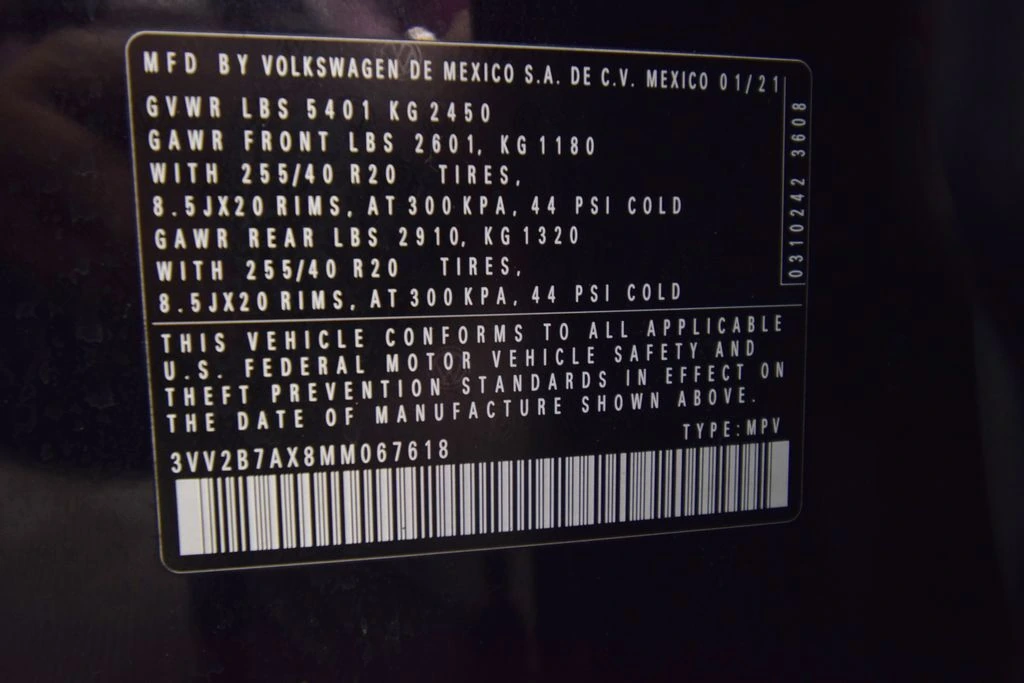 MFD BY VOLKSWAGEN DE MEXICO S.A. DE C.V. MEXICO 01/21
GVWR LBS 5401 KG 2450
GAWR FRONT LBS 2601, KG 1180
WITH 255/40 R20 TIRES,
8.5JX20 RIMS, AT 300 KPA, 44 PSI COLD
GAWR REAR LBS 2910, KG 1320
WITH 255/40 R20 TIRES,
8.5JX20 RIMS, AT 300 KPA, 44 PSI COLD
0310242 3608
THIS VEHICLE CONFORMS TO ALL APPLICABLE
U.S. FEDERAL MOTOR VEHICLE SAFETY AND
THEFT PREVENTION STANDARDS IN EFFECT ON
THE DATE OF MANUFACTURE SHOWN ABOVE.
TYPE:MPV
3VV2B7AX8MM067618